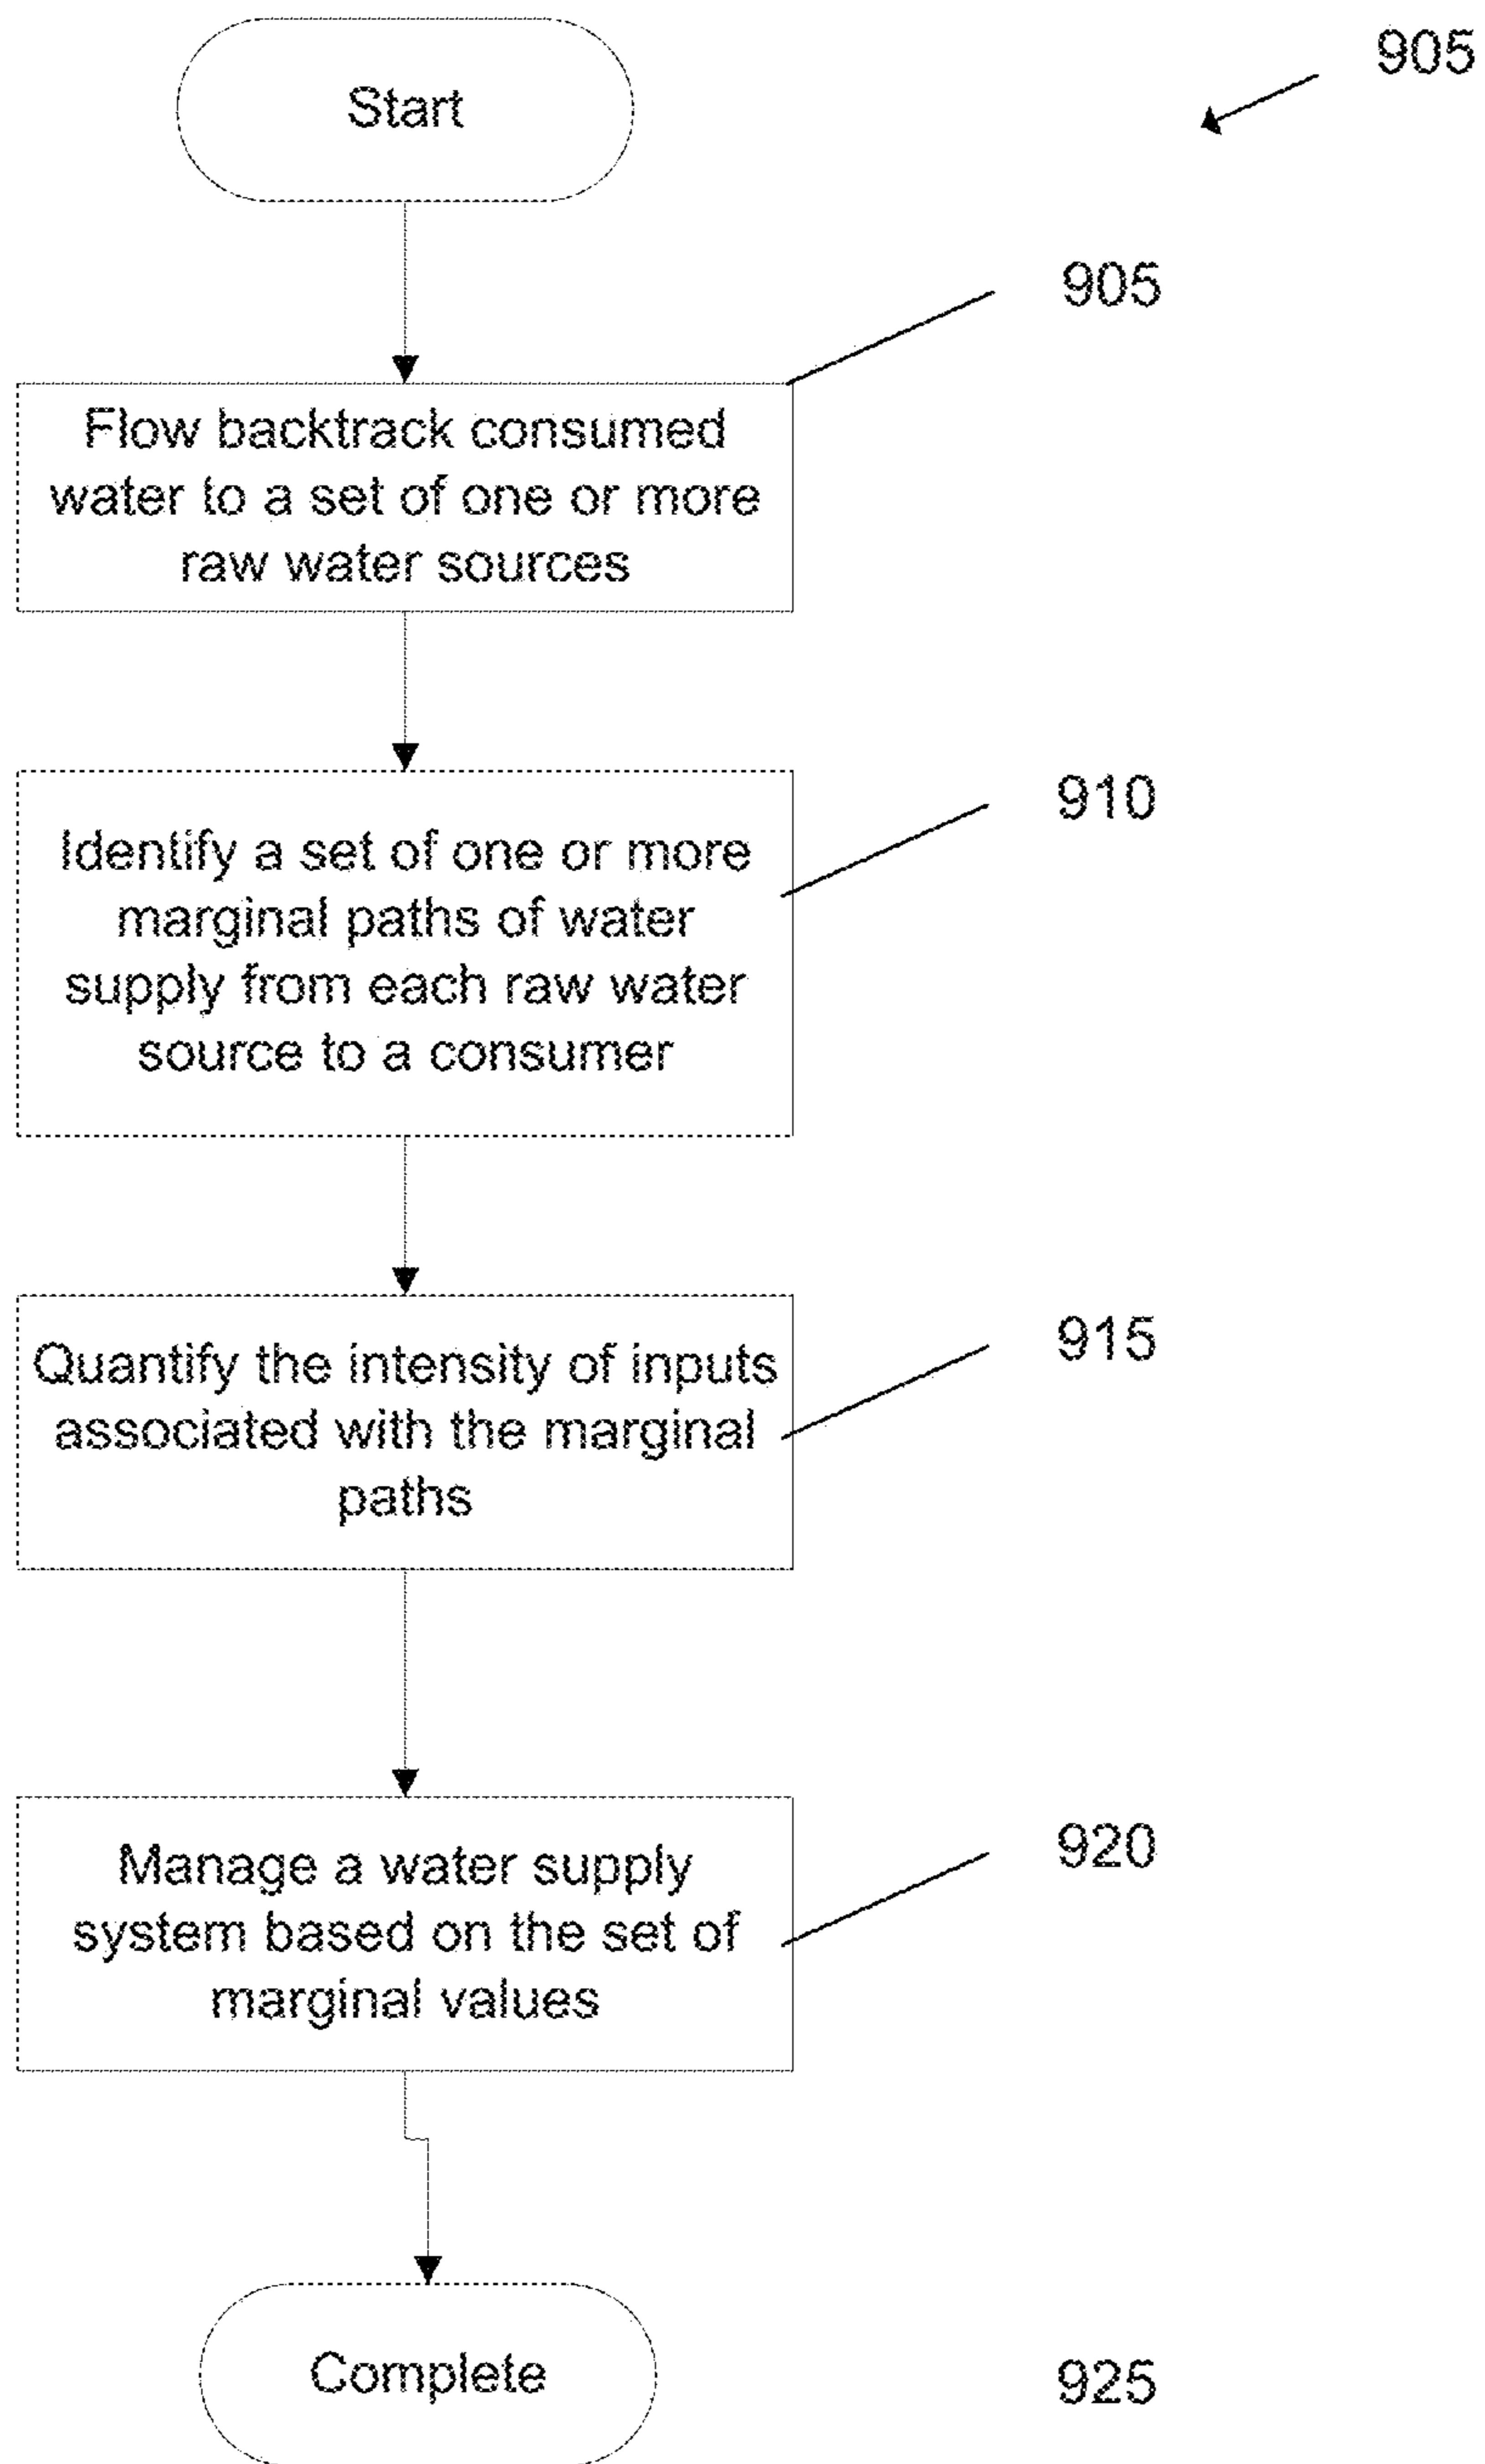 905
Start
905
Flow backtrack consumed
water to a set of one or more
raw water sources
910
Identify a set of one or more
marginal paths of water
supply from each raw water
source to a consumer
915
Quantify the intensity of inputs
associated with the marginal
paths
920
Manage a water supply
system based on the set of
marginal values
Complete
925